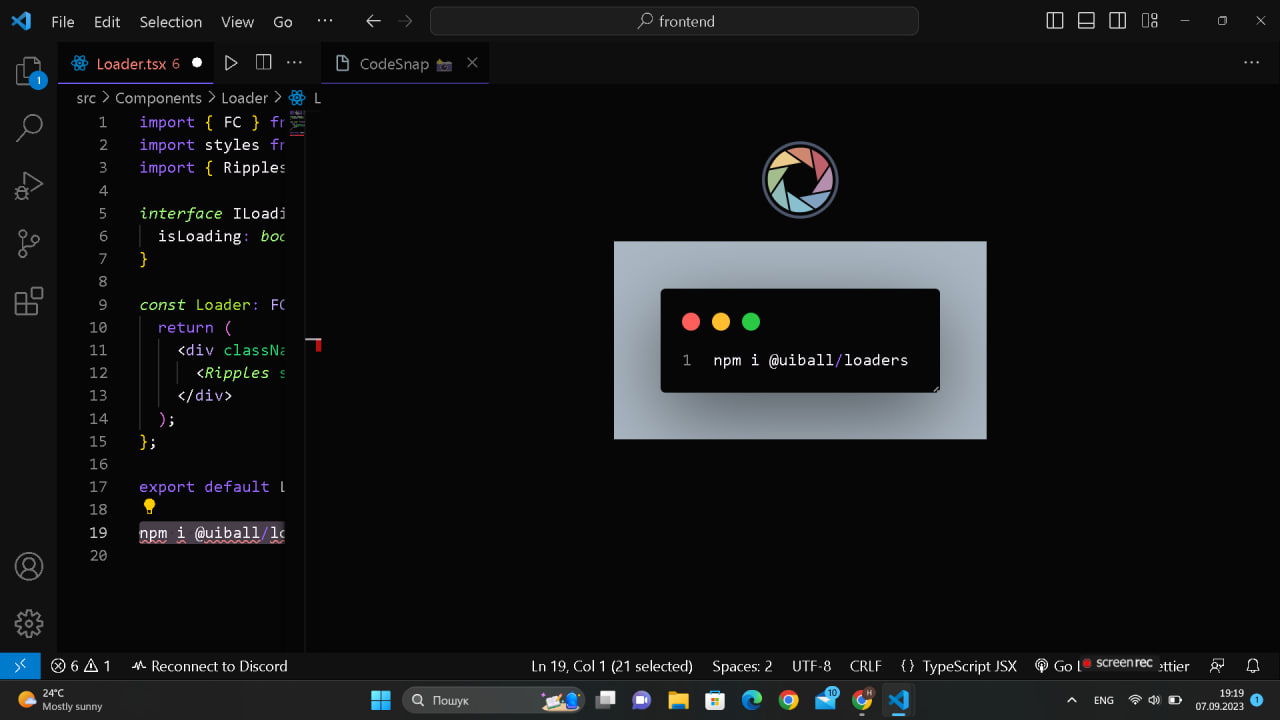 File Edit Selection View Go ··· frontend
1
Loader.tsx 6
CodeSnap
src > Components > Loader > L
1 import { FC } fr
2 import styles fr
3 import { Ripples
4
5 interface ILoadi
6 isLoading: boo
7 }
8
9 const Loader: FC
10 return (
11 <div classNa
12 <Ripples s
13 </div>
14 );
15 };
16
17 export default L
18
19 npm i @uiball/lo
20
1 npm i @uiball/loaders
6 1 Reconnect to Discord Ln 19, Col 1 (21 selected) Spaces: 2 UTF-8 CRLF { } TypeScript JSX Go L screen rec ettier
24°C
Mostly sunny
Пошук
10
H
ENG
19:19
07.09.2023
1